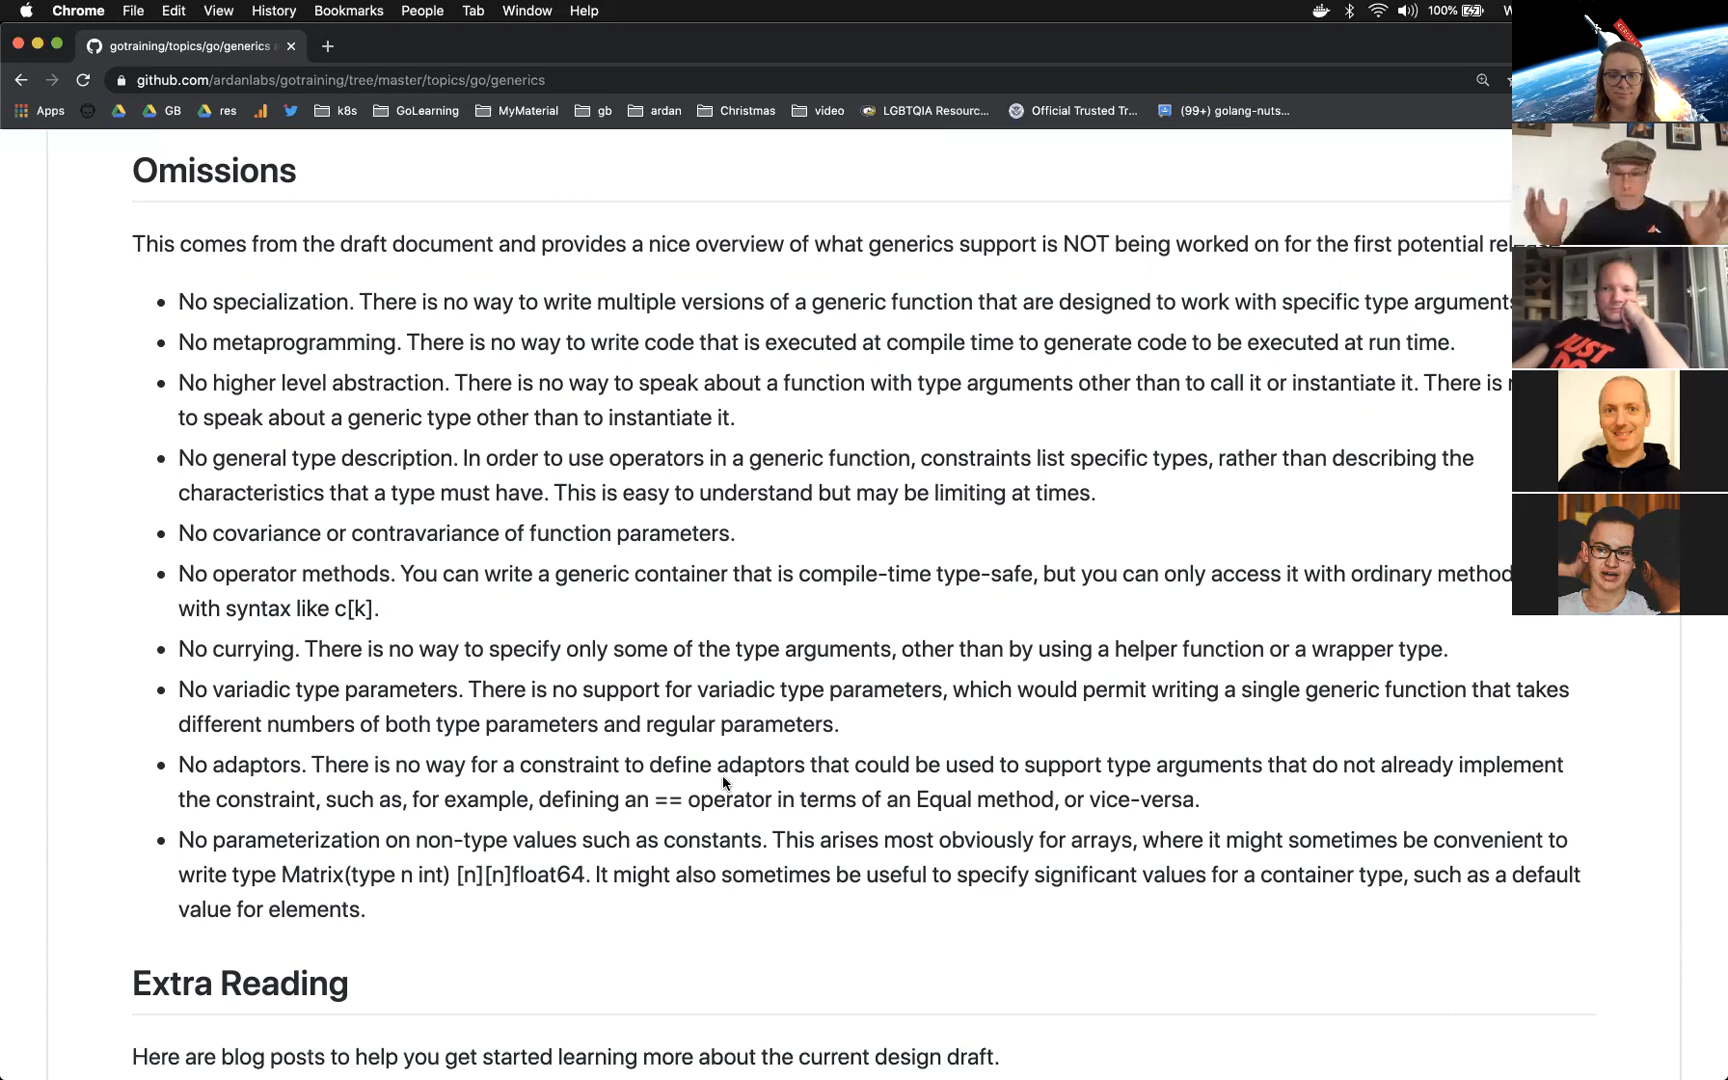 Chrome File Edit View History Bookmarks People Tab Window Help 100%
gotraining/topics/go/generics
github.com/ardanlabs/gotraining/tree/master/topics/go/generics
Apps GB res k8s GoLearning MyMaterial gb ardan Christmas video LGBTQIA Resourc... Official Trusted Tr... (99+) golang-nuts...
Omissions
This comes from the draft document and provides a nice overview of what generics support is NOT being worked on for the first potential
• No specialization. There is no way to write multiple versions of a generic function that are designed to work with specific type arguments
• No metaprogramming. There is no way to write code that is executed at compile time to generate code to be executed at run time.
• No higher level abstraction. There is no way to speak about a function with type arguments other than to call it or instantiate it. There is
to speak about a generic type other than to instantiate it.
• No general type description. In order to use operators in a generic function, constraints list specific types, rather than describing the
characteristics that a type must have. This is easy to understand but may be limiting at times.
• No covariance or contravariance of function parameters.
• No operator methods. You can write a generic container that is compile-time type-safe, but you can only access it with ordinary method
with syntax like c[k].
• No currying. There is no way to specify only some of the type arguments, other than by using a helper function or a wrapper type.
• No variadic type parameters. There is no support for variadic type parameters, which would permit writing a single generic function that takes
different numbers of both type parameters and regular parameters.
• No adaptors. There is no way for a constraint to define adaptors that could be used to support type arguments that do not already implement
the constraint, such as, for example, defining an == operator in terms of an Equal method, or vice-versa.
• No parameterization on non-type values such as constants. This arises most obviously for arrays, where it might sometimes be convenient to
write type Matrix(type n int) [n][n]float64. It might also sometimes be useful to specify significant values for a container type, such as a default
value for elements.
Extra Reading
Here are blog posts to help you get started learning more about the current design draft.
JUST